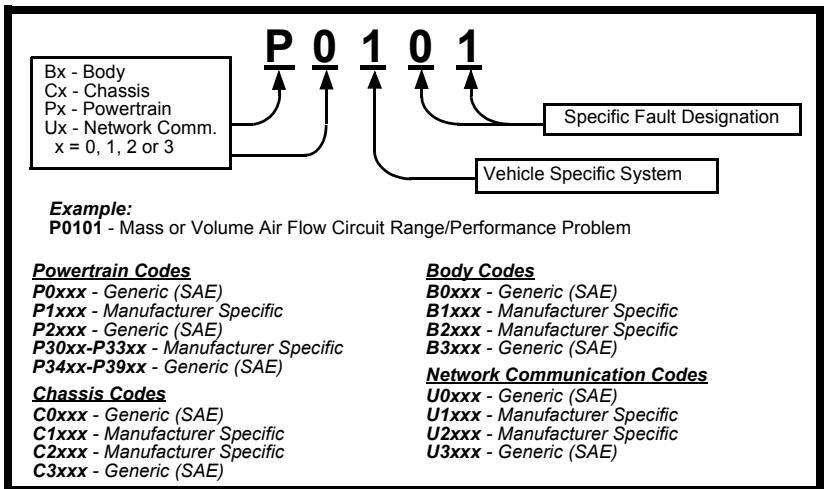 P 0 1 0 1
Bx - Body
Cx - Chassis
Px - Powertrain
Ux - Network Comm.
x = 0, 1, 2 or 3
Specific Fault Designation
Vehicle Specific System
Example:
P0101 - Mass or Volume Air Flow Circuit Range/Performance Problem
Powertrain Codes
P0xxx - Generic (SAE)
P1xxx - Manufacturer Specific
P2xxx - Generic (SAE)
P30xx-P33xx - Manufacturer Specific
P34xx-P39xx - Generic (SAE)
Chassis Codes
C0xxx - Generic (SAE)
C1xxx - Manufacturer Specific
C2xxx - Manufacturer Specific
C3xxx - Generic (SAE)
Body Codes
B0xxx - Generic (SAE)
B1xxx - Manufacturer Specific
B2xxx - Manufacturer Specific
B3xxx - Generic (SAE)
Network Communication Codes
U0xxx - Generic (SAE)
U1xxx - Manufacturer Specific
U2xxx - Manufacturer Specific
U3xxx - Generic (SAE)